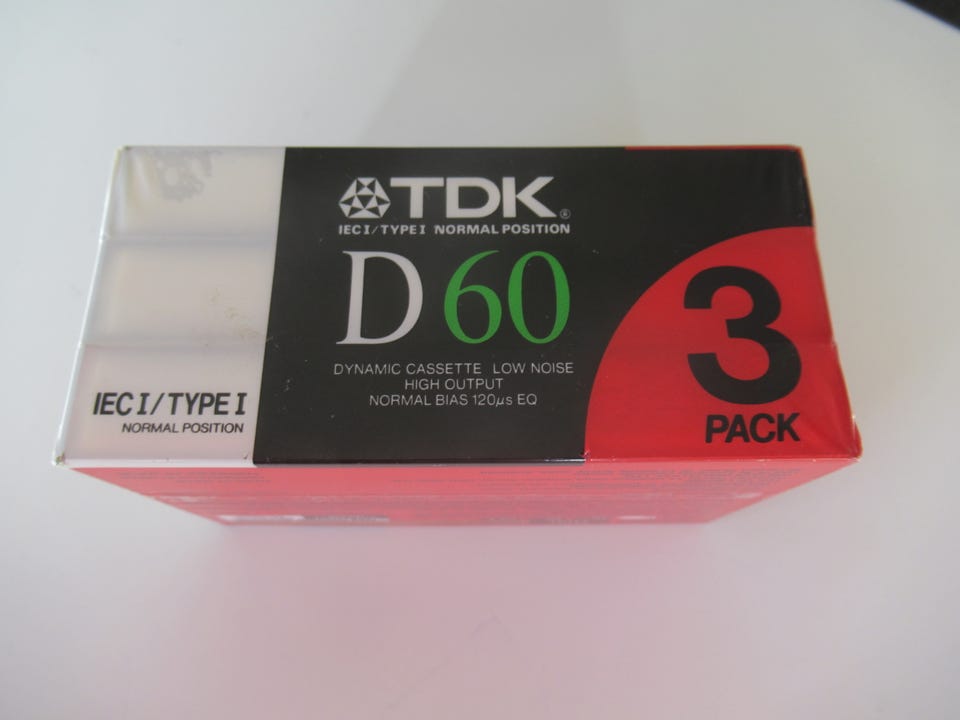 TDK®
IEC I/TYPE I NORMAL POSITION
D 60
DYNAMIC CASSETTE LOW NOISE
HIGH OUTPUT
NORMAL BIAS 120μs EQ
IEC I/TYPE I
NORMAL POSITION
3
PACK